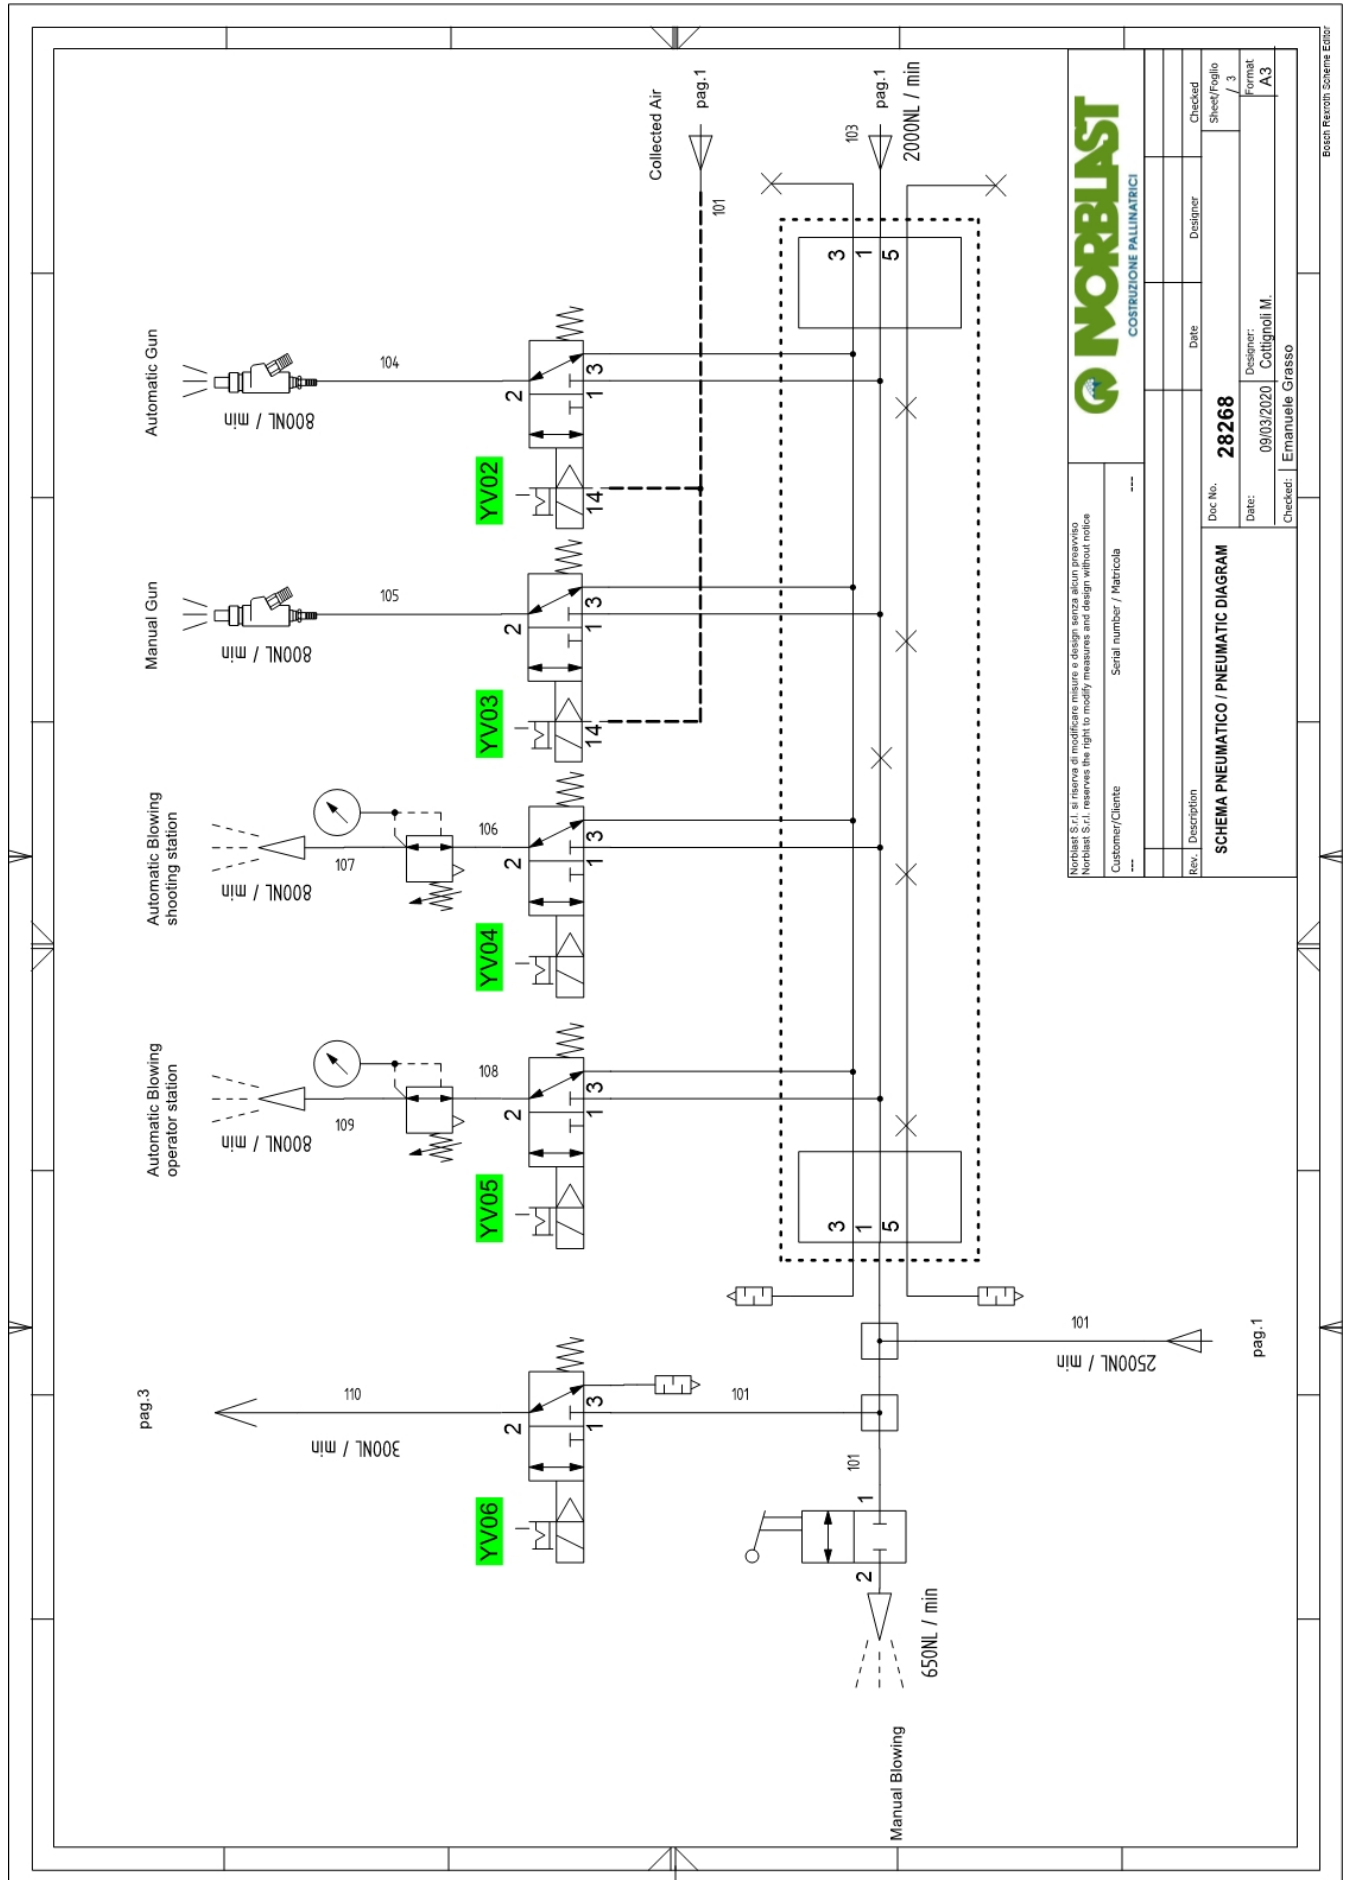 pag.3
110
300NL / min
YV06
2
1
3
101
101
1
2
650NL / min
Manual Blowing
2500NL / min
101
pag.1
Automatic Blowing
operator station
800NL / min
109
108
YV05
2
1
3
Automatic Blowing
shooting station
800NL / min
107
106
YV04
2
1
3
Manual Gun
800NL / min
105
YV03
14
2
1
3
Automatic Gun
800NL / min
104
YV02
14
2
1
3
Collected Air
pag.1
101
3
1
5
3
1
5
103
pag.1
2000NL / min
Norblast S.r.l. si riserva di modificare misure e design senza alcun preavviso
Norblast S.r.l. reserves the right to modify measures and design without notice
Customer/Cliente
---
Serial number / Matricola
---
NORBLAST
COSTRUZIONE PALLINATRICI
Rev. Description Date Designer Checked
SCHEMA PNEUMATICO / PNEUMATIC DIAGRAM
Doc No.
28268
Sheet/Foglio
/ 3
Date:
09/03/2020
Designer:
Cottignoli M.
Format
A3
Checked: Emanuele Grasso
Bosch Rexroth Scheme Editor